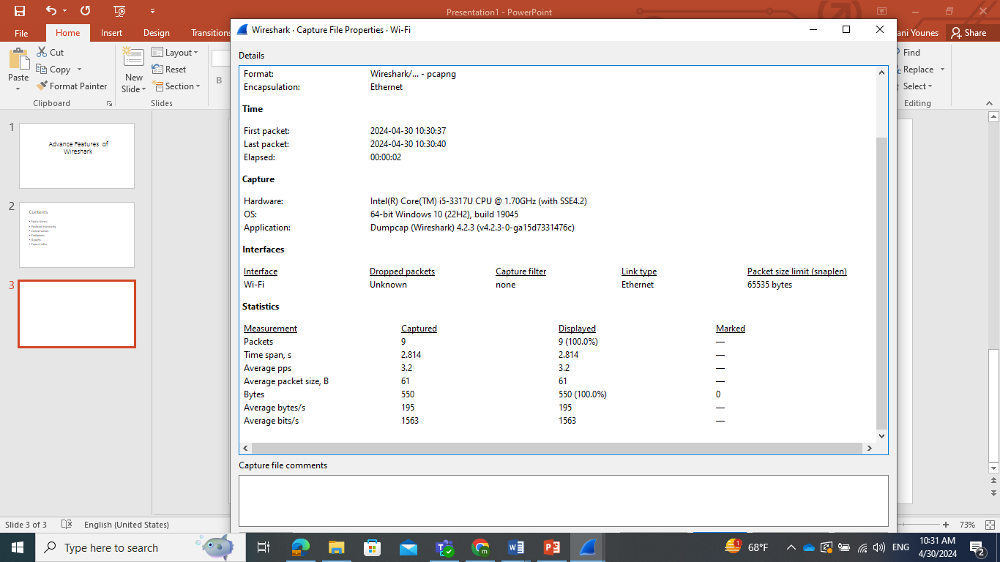 Presentation1 - PowerPoint
File Home Insert Design Transitions ani Younes Share
Wireshark · Capture File Properties · Wi-Fi
Paste
Cut
Copy
Format Painter
Clipboard
New Slide
Layout
Reset
Section
Slides
B
Find
Replace
Select
Editing
1
Advance Features of
Wireshark
2
Contents
3
Details
Format: Wireshark/... - pcapng
Encapsulation: Ethernet
Time
First packet: 2024-04-30 10:30:37
Last packet: 2024-04-30 10:30:40
Elapsed: 00:00:02
Capture
Hardware: Intel(R) Core(TM) i5-3317U CPU @ 1.70GHz (with SSE4.2)
OS: 64-bit Windows 10 (22H2), build 19045
Application: Dumpcap (Wireshark) 4.2.3 (v4.2.3-0-ga15d7331476c)
Interfaces
Interface Dropped packets Capture filter Link type Packet size limit (snaplen)
Wi-Fi Unknown none Ethernet 65535 bytes
Statistics
Measurement Captured Displayed Marked
Packets 9 9 (100.0%) —
Time span, s 2.814 2.814 —
Average pps 3.2 3.2 —
Average packet size, B 61 61 —
Bytes 550 550 (100.0%) 0
Average bytes/s 195 195 —
Average bits/s 1563 1563 —
Capture file comments
Slide 3 of 3 English (United States) 73%
Type here to search
68°F
ENG
10:31 AM
4/30/2024
2